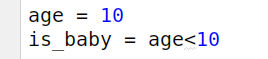 age = 10
is_baby = age<10